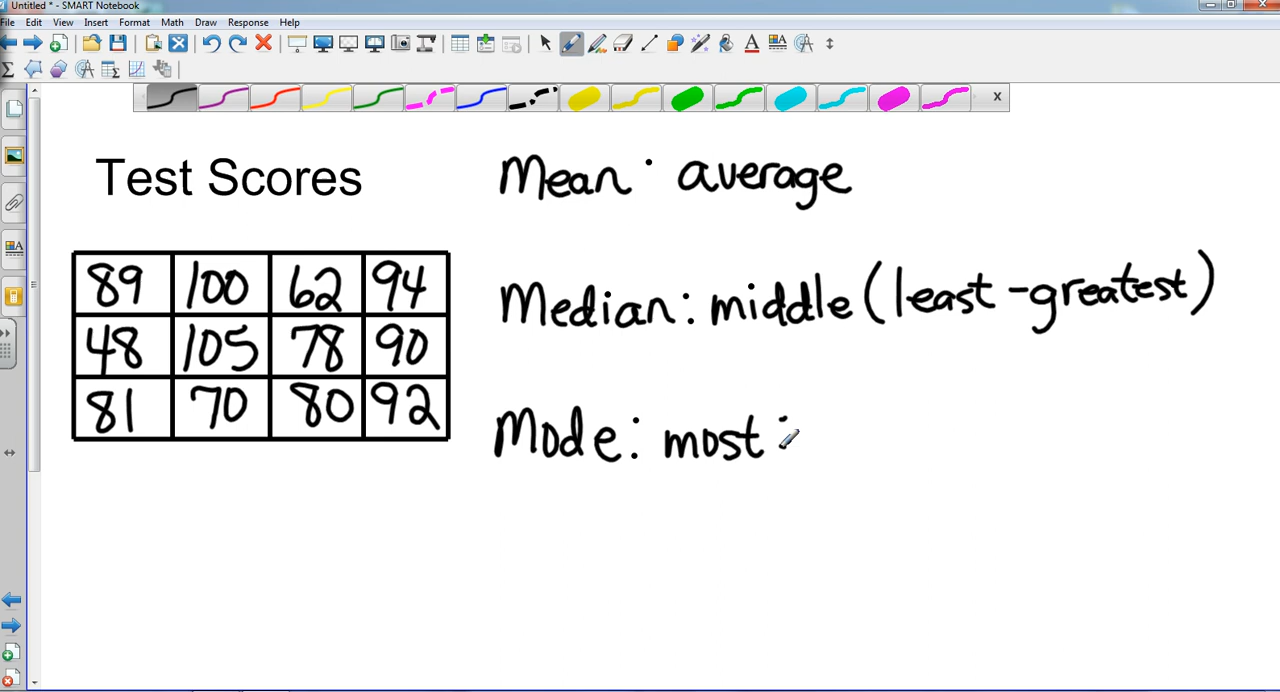 Untitled * - SMART Notebook
File Edit View Insert Format Math Draw Response Help
Test Scores
Mean: average
89 100 62 94
48 105 78 90
81 70 80 92
Median: middle (least-greatest)
Mode: most